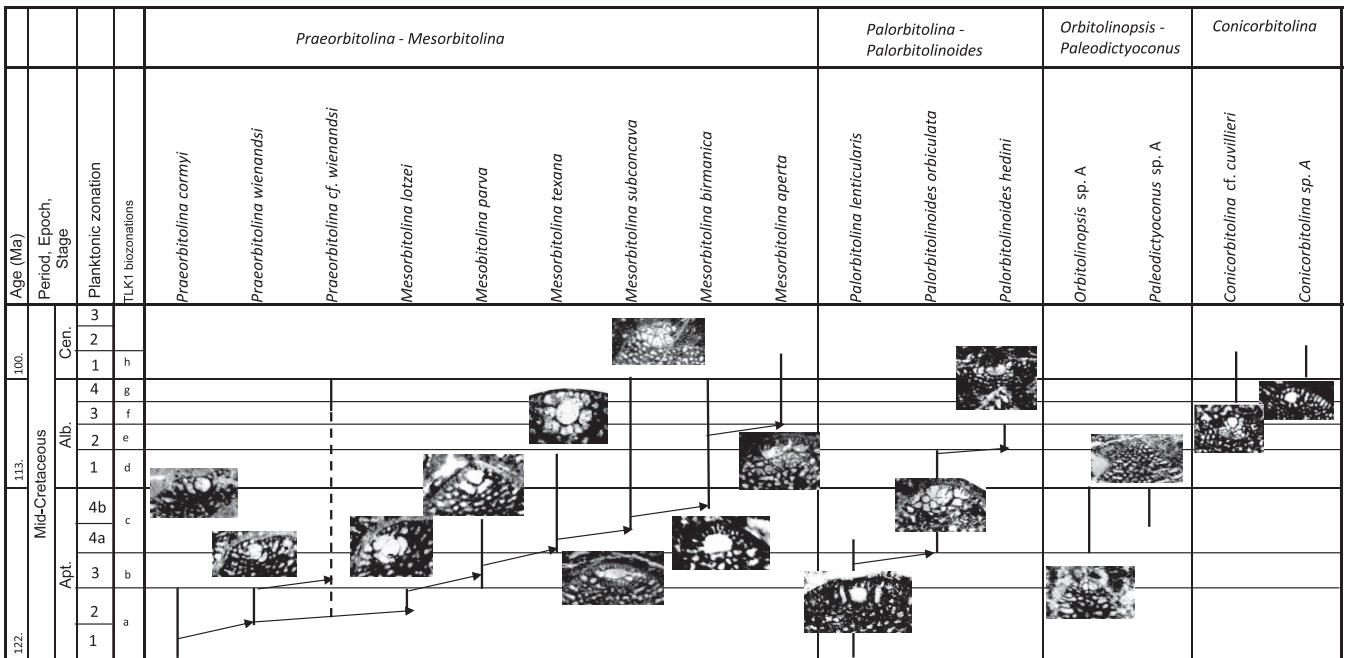 Praeorbitolina - Mesorbitolina
Palorbitolina -
Palorbitolinoides
Orbitolinopsis -
Paleodictyoconus
Conicorbitolina
Age (Ma)
Period, Epoch,
Stage
Planktonic zonation
TLK1 biozonations
Praeorbitolina cormyi
Praeorbitolina wienandsi
Praeorbitolina cf. wienandsi
Mesorbitolina lotzei
Mesobitolina parva
Mesorbitolina texana
Mesorbitolina subconcava
Mesorbitolina birmanica
Mesorbitolina aperta
Palorbitolina lenticularis
Palorbitolinoides orbiculata
Palorbitolinoides hedini
Orbitolinopsis sp. A
Paleodictyoconus sp. A
Conicorbitolina cf. cuvillieri
Conicorbitolina sp. A
100.
113.
122.
Mid-Cretaceous
Cen.
Alb.
Apt.
3
2
1
h
4
g
3
f
2
e
1
d
4b
c
4a
3
b
2
a
1